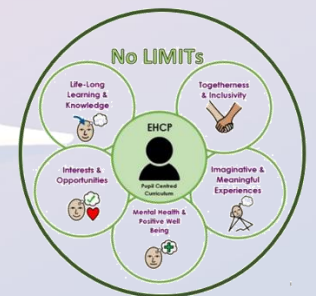 No LIMITs
Life-Long
Learning &
Knowledge
Togetherness
& Inclusivity
EHCP
Pupil Centred
Curriculum
Interests &
Opportunities
Imaginative &
Meaningful
Experiences
Mental Health &
Positive Well
Being